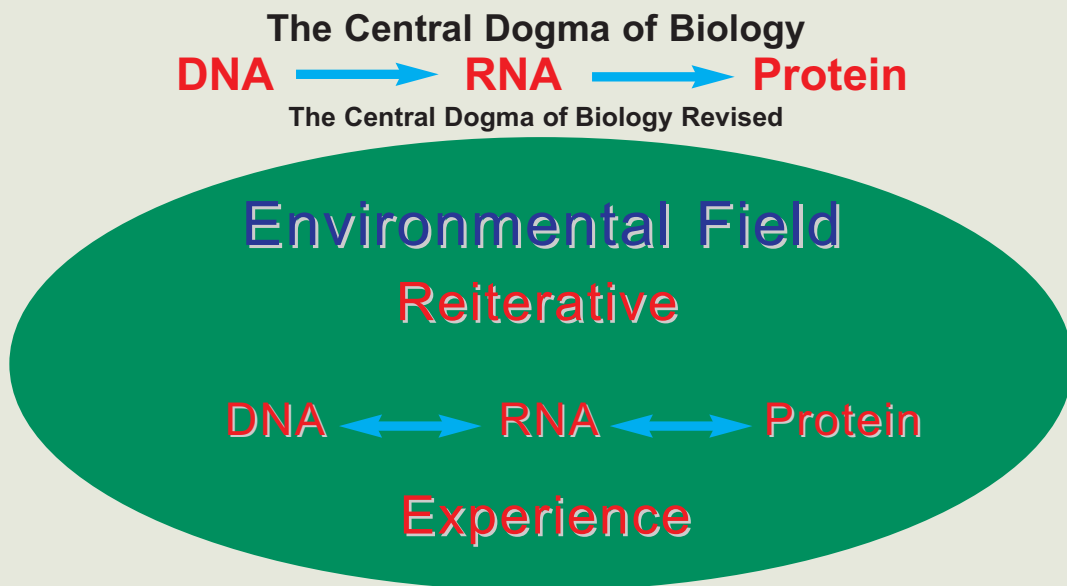 The Central Dogma of Biology
DNA RNA Protein
The Central Dogma of Biology Revised
Environmental Field
Reiterative
DNA RNA Protein
Experience